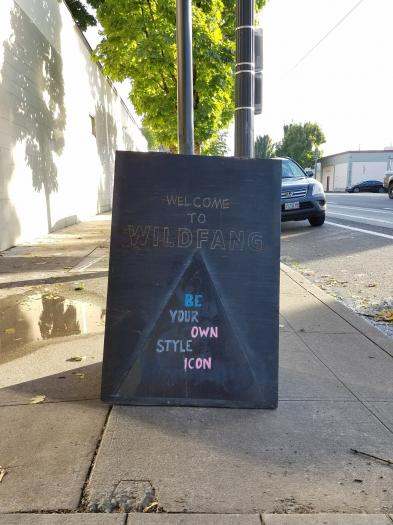 -WELCOME-
TO
WILDFANG
BE
YOUR
OWN
STYLE
ICON